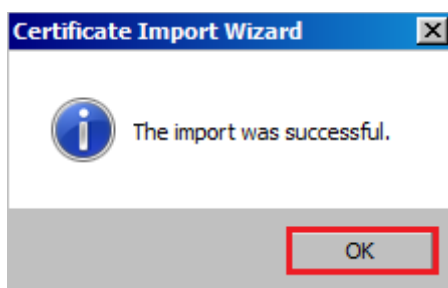 Certificate Import Wizard
The import was successful.
OK